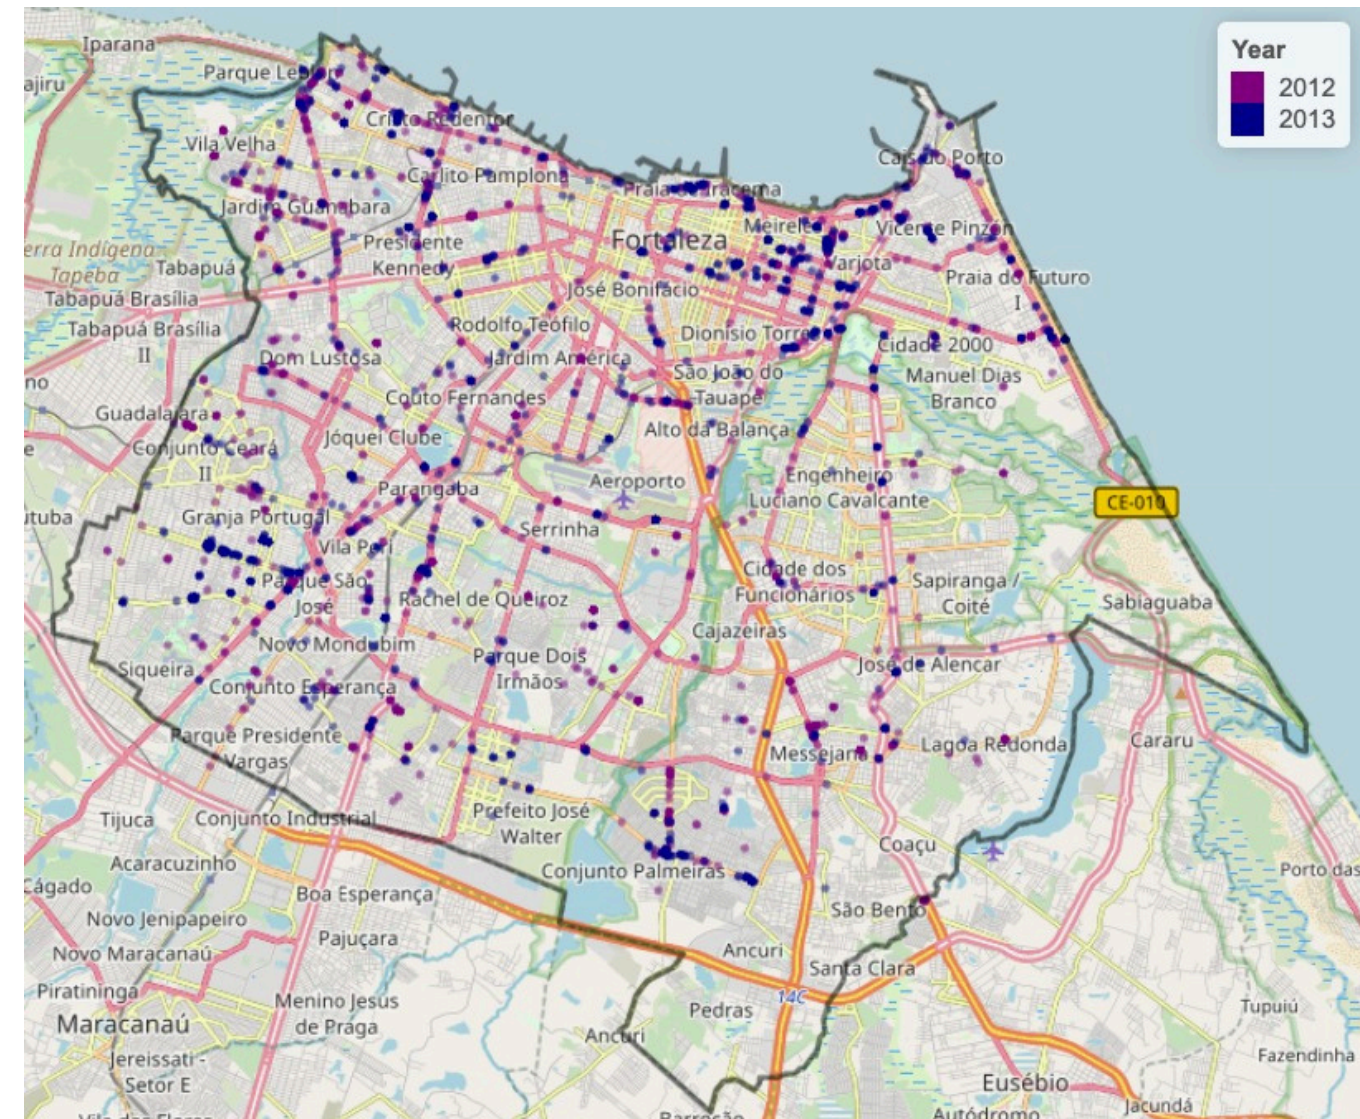 Year
2012
2013
Iparana
ajiru
Vila Velha
Cristo Redentor
Carlito Pamplona
Cais do Porto
Jardim Guanabara
Meireles
Vicente Pinzón
Fortaleza
Presidente
Kennedy
Varjota
erra Indígena
Tapeba
Tabapuá
Praia do Futuro
I
José Bonifácio
Tabapuá Brasília
Tabapuá Brasília
II
Rodolfo Teófilo
Dionísio Torres
Cidade 2000
Dom Lustosa
Jardim América
São João do
Tauape
Manuel Dias
Branco
no
Couto Fernandes
Guadalajara
Alto da Balança
Jóquei Clube
Conjunto Ceará
II
e
Engenheiro
Luciano Cavalcante
Aeroporto
Parangaba
CE-010
utuba
Granja Portugal
Serrinha
Vila Peri
Cidade dos
Funcionários
Parque São
José
Sapiranga /
Coité
Rachel de Queiroz
Sabiaguaba
Cajazeiras
Novo Mondubim
Parque Dois
Irmãos
José de Alencar
Siqueira
Conjunto Esperança
Parque Presidente
Vargas
Messejana
Lagoa Redonda
Cararu
Tijuca
Conjunto Industrial
Prefeito José
Walter
Coaçu
Acaracuzinho
Conjunto Palmeiras
Porto das
Cágado
Boa Esperança
São Bento
Novo Jenipapeiro
Pajuçara
Novo Maracanaú
Ancuri
Santa Clara
Piratininga
14C
Menino Jesus
de Praga
Pedras
Tupuiú
Maracanaú
Ancuri
Jereissati -
Setor E
Fazendinha
Eusébio
Jacundá
Autódromo